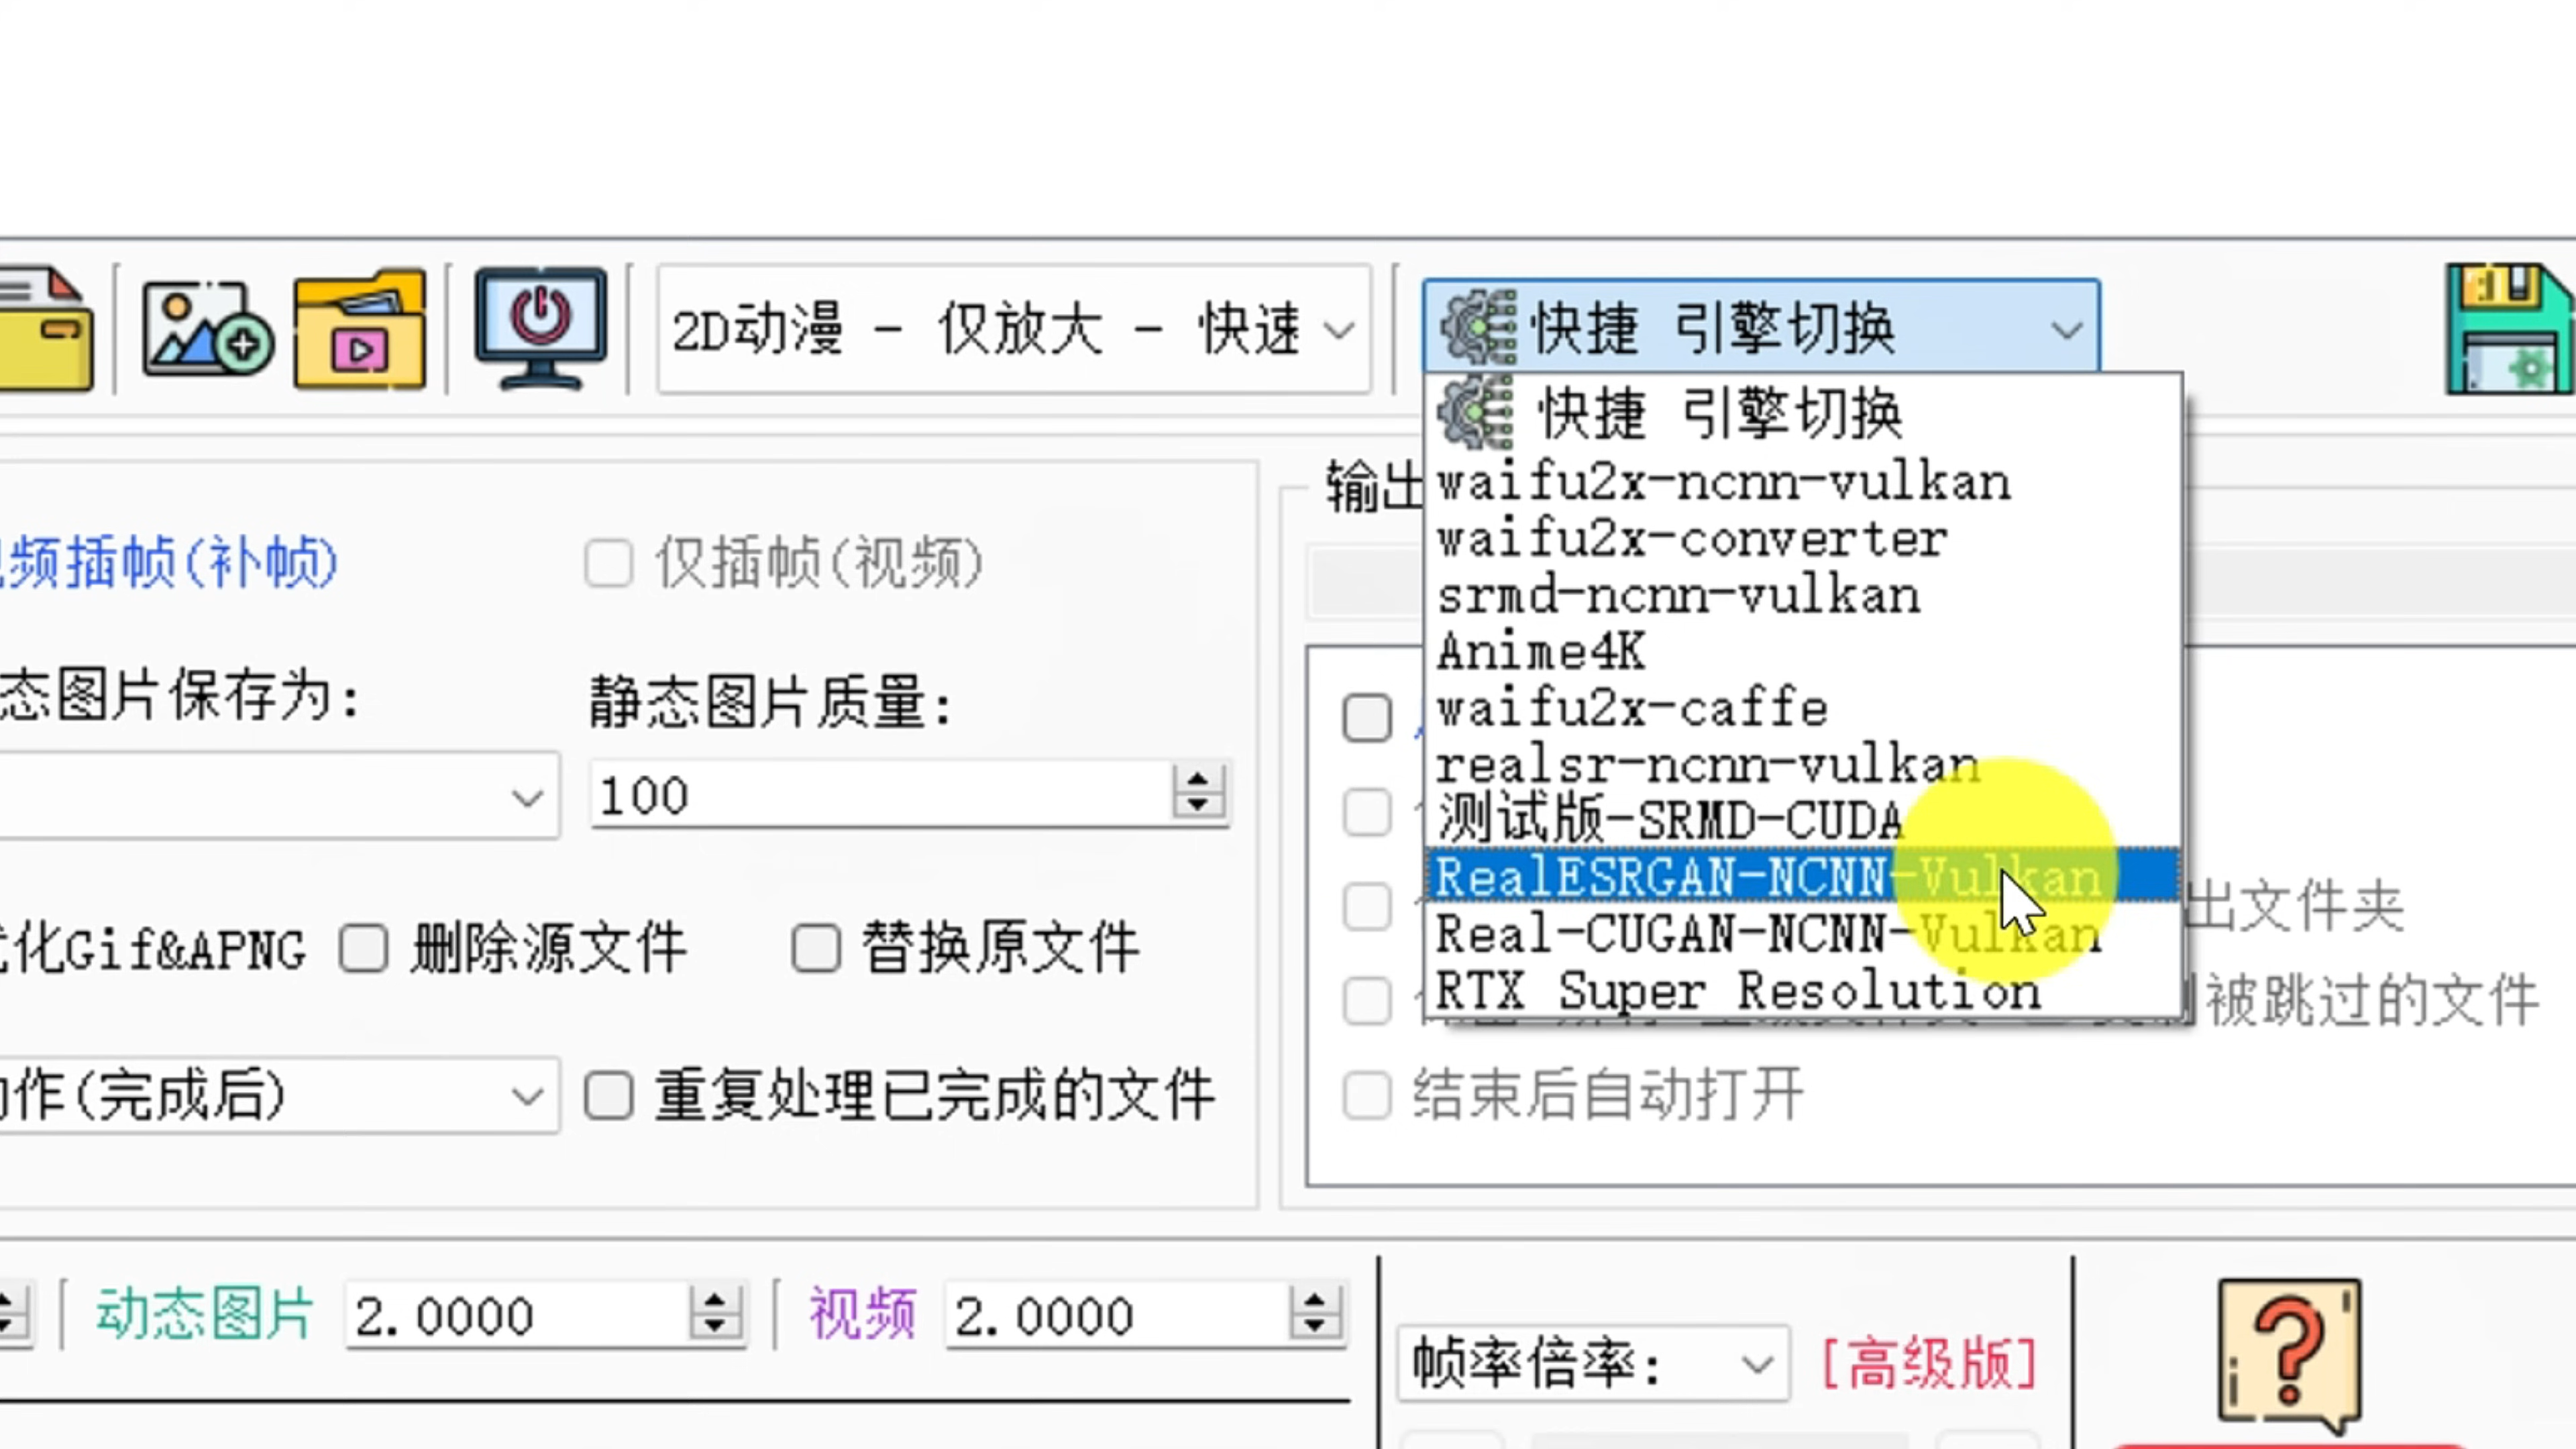 2D动漫 - 仅放大 - 快速
快捷 引擎切换
快捷 引擎切换
waifu2x-ncnn-vulkan
waifu2x-converter
srmd-ncnn-vulkan
Anime4K
waifu2x-caffe
realsr-ncnn-vulkan
测试版-SRMD-CUDA
RealESRGAN-NCNN-Vulkan
Real-CUGAN-NCNN-Vulkan
RTX Super Resolution
输出
频插帧(补帧)
仅插帧(视频)
态图片保存为:
静态图片质量:
100
化Gif&APNG
删除源文件
替换原文件
作(完成后)
重复处理已完成的文件
出文件夹
被跳过的文件
结束后自动打开
动态图片
2.0000
视频
2.0000
帧率倍率:
[高级版]